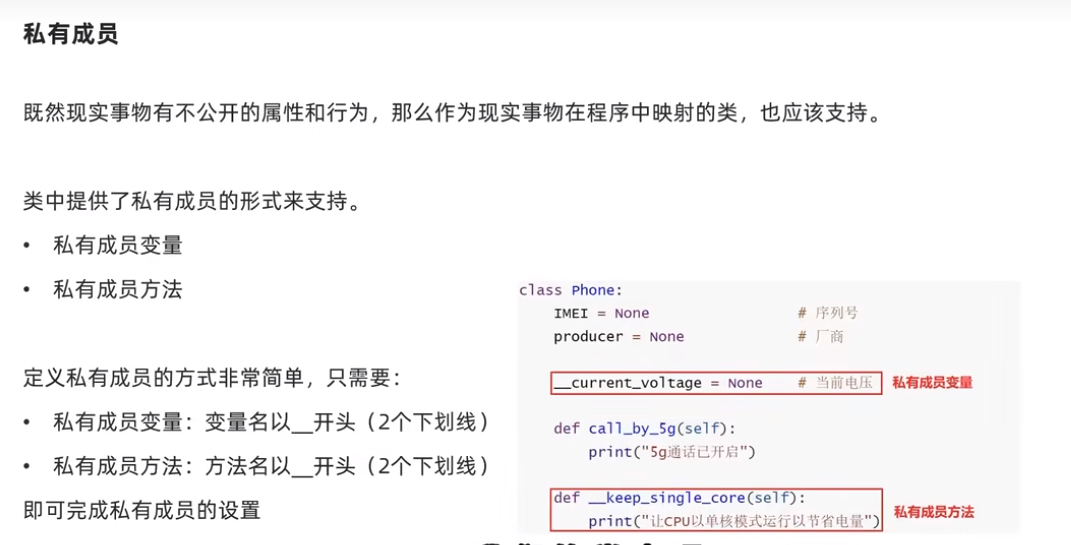 私有成员
既然现实事物有不公开的属性和行为，那么作为现实事物在程序中映射的类，也应该支持。
类中提供了私有成员的形式来支持。
• 私有成员变量
• 私有成员方法
定义私有成员的方式非常简单，只需要：
• 私有成员变量：变量名以__开头（2个下划线）
• 私有成员方法：方法名以__开头（2个下划线）
即可完成私有成员的设置
class Phone:
    IMEI = None                 # 序列号
    producer = None             # 厂商
    __current_voltage = None    # 当前电压 私有成员变量
    def call_by_5g(self):
        print("5g通话已开启")
    def __keep_single_core(self):
        print("让CPU以单核模式运行以节省电量")
私有成员方法